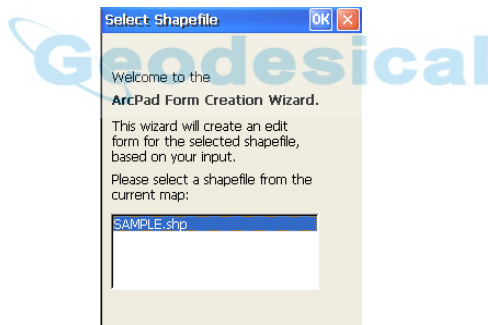 Select Shapefile OK
Geodesical
Welcome to the
ArcPad Form Creation Wizard.
This wizard will create an edit
form for the selected shapefile,
based on your input.
Please select a shapefile from the
current map:
SAMPLE.shp